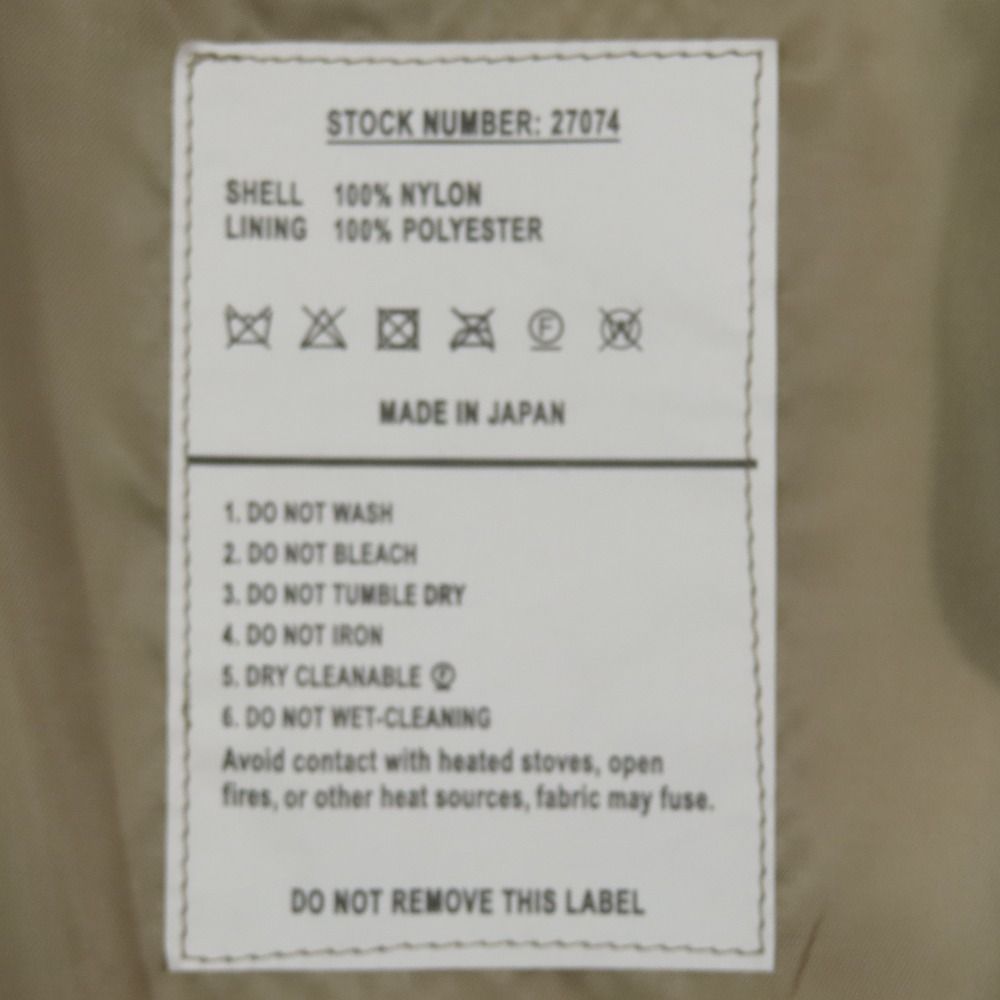 STOCK NUMBER: 27074
SHELL 100% NYLON
LINING 100% POLYESTER
F W
MADE IN JAPAN
1. DO NOT WASH
2. DO NOT BLEACH
3. DO NOT TUMBLE DRY
4. DO NOT IRON
5. DRY CLEANABLE Ⓕ
6. DO NOT WET-CLEANING
Avoid contact with heated stoves, open
fires, or other heat sources, fabric may fuse.
DO NOT REMOVE THIS LABEL